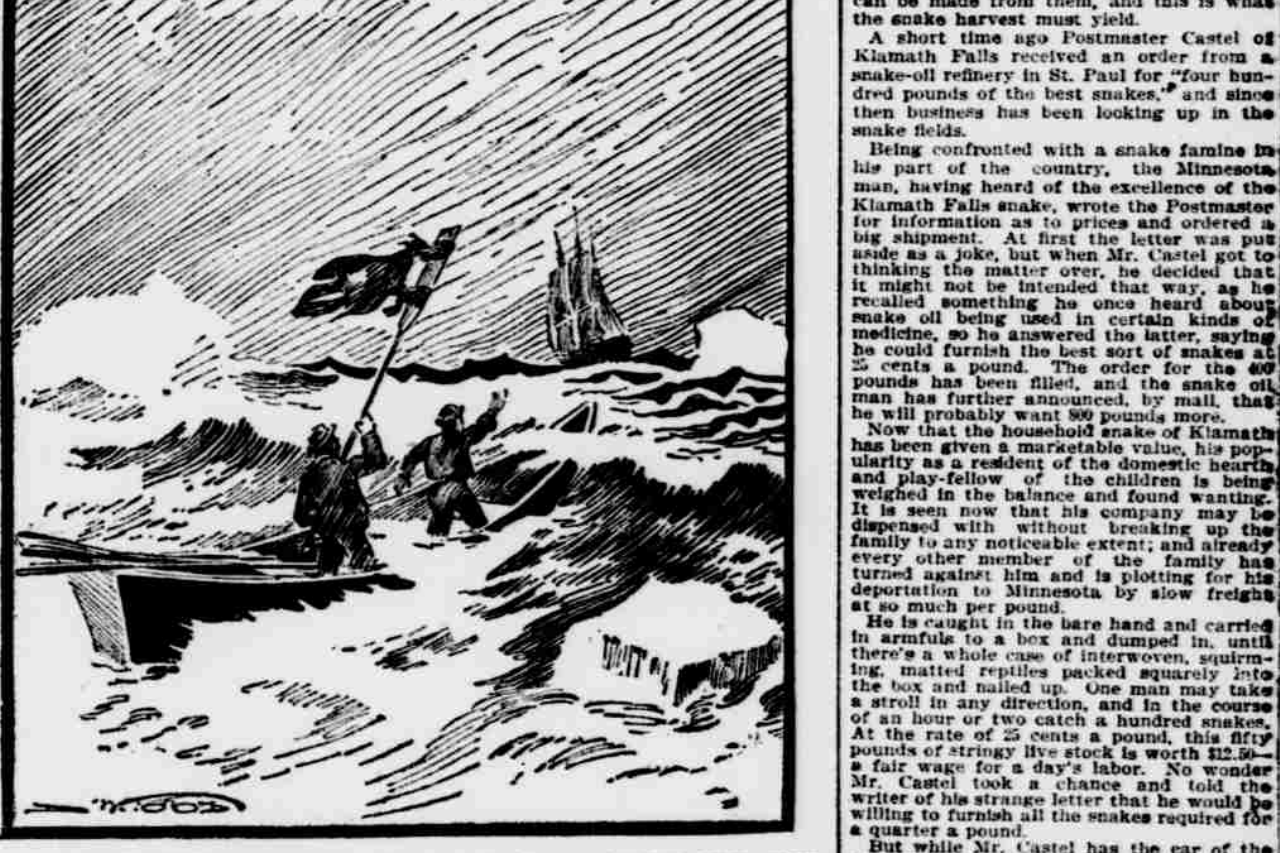 can be made from them, and this is what
the snake harvest must yield.
A short time ago Postmaster Castel of
Klamath Falls received an order from a
snake-oil refinery in St. Paul for "four hun-
dred pounds of the best snakes," and since
then business has been looking up in the
snake fields.
Being confronted with a snake famine in
his part of the country, the Minnesota
man, having heard of the excellence of the
Klamath Falls snake, wrote the Postmaster
for information as to prices and ordered a
big shipment. At first the letter was put
aside as a joke, but when Mr. Castel got to
thinking the matter over, he decided that
it might not be intended that way, as he
recalled something he once heard about
snake oil being used in certain kinds of
medicine, so he answered the latter, saying
he could furnish the best sort of snakes at
25 cents a pound. The order for the 400
pounds has been filled, and the snake oil
man has further announced, by mail, that
he will probably want 800 pounds more.
Now that the household snake of Klamath
has been given a marketable value, his pop-
ularity as a resident of the domestic hearth
and play-fellow of the children is being
weighed in the balance and found wanting.
It is seen now that his company may be
dispensed with without breaking up the
family to any noticeable extent; and already
every other member of the family has
turned against him and is plotting for his
deportation to Minnesota by slow freight
at so much per pound.
He is caught in the bare hand and carried
in armfuls to a box and dumped in, until
there's a whole case of interwoven, squirm-
ing, matted reptiles packed squarely into
the box and nailed up. One man may take
a stroll in any direction, and in the course
of an hour or two catch a hundred snakes.
At the rate of 25 cents a pound, this fifty
pounds of stringy live stock is worth $12.50—
a fair wage for a day's labor. No wonder
Mr. Castel took a chance and told the
writer of his strange letter that he would be
willing to furnish all the snakes required for
a quarter a pound.
But while Mr. Castel has the ear of the